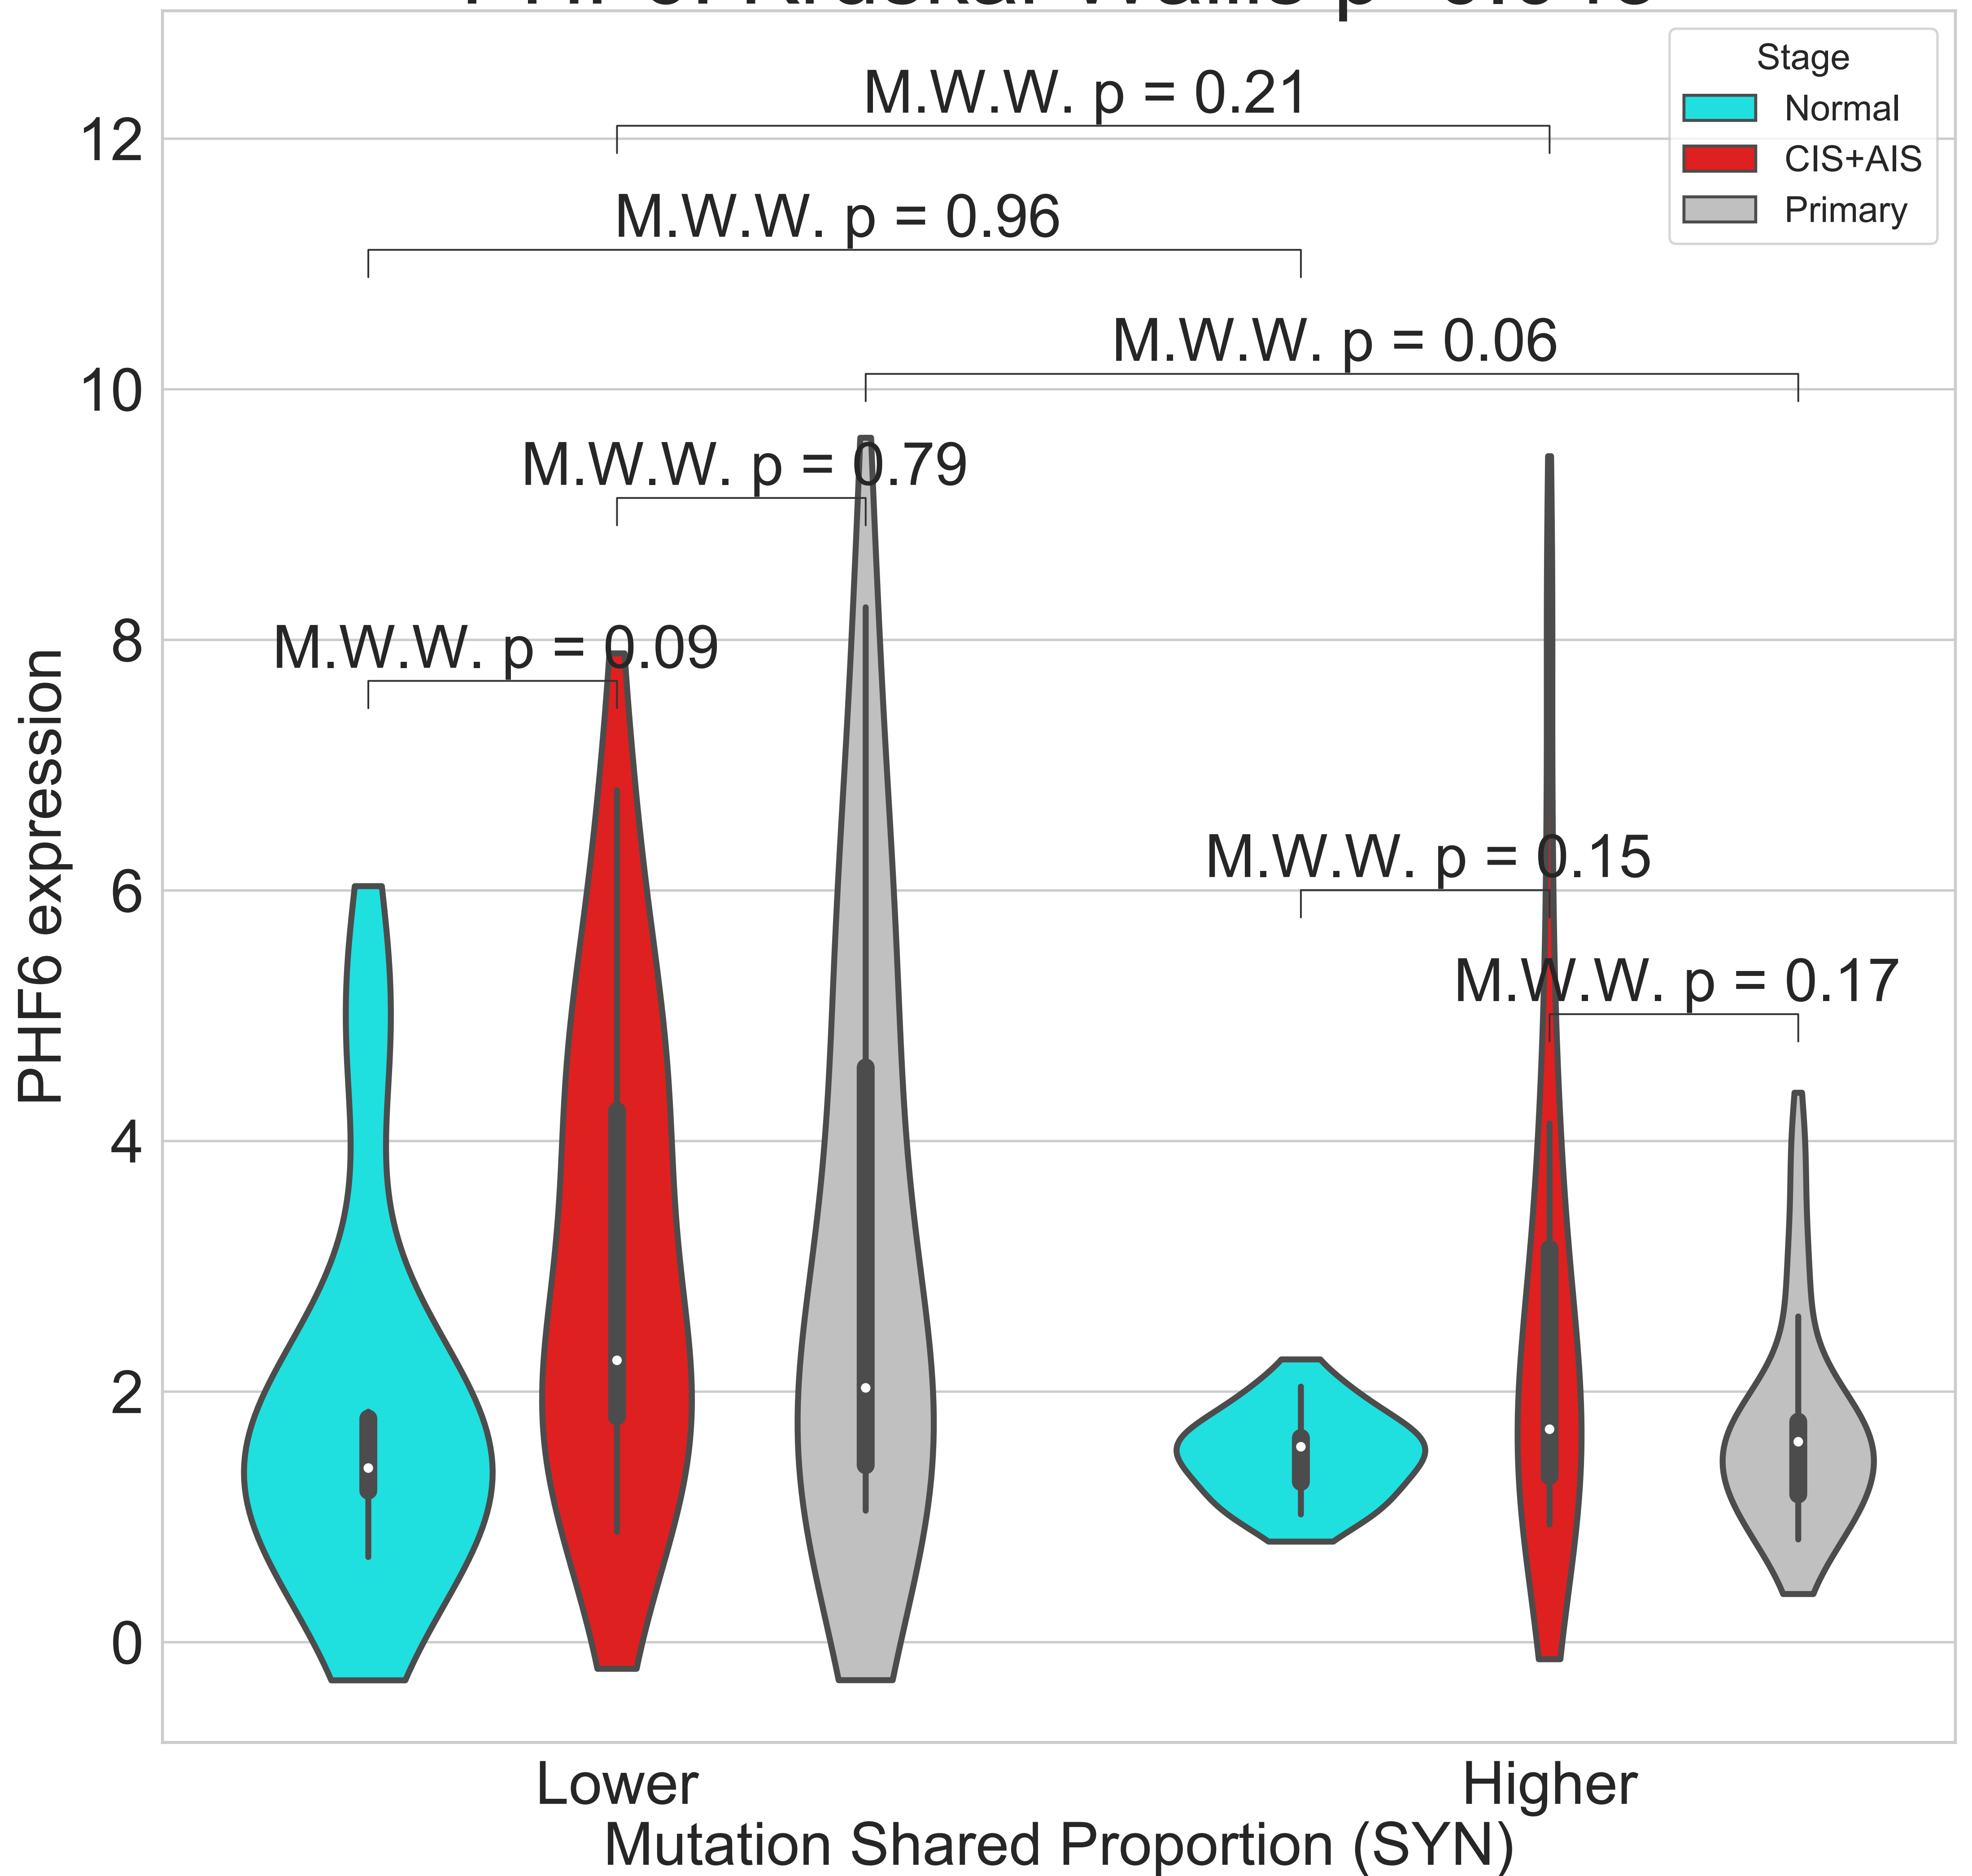 Stage
Normal
CIS+AIS
Primary
M.W.W. p = 0.21
M.W.W. p = 0.96
M.W.W. p = 0.06
M.W.W. p = 0.79
M.W.W. p = 0.09
M.W.W. p = 0.15
M.W.W. p = 0.17
12
10
8
6
4
2
0
PHF6 expression
Lower
Higher
Mutation Shared Proportion (SYN)